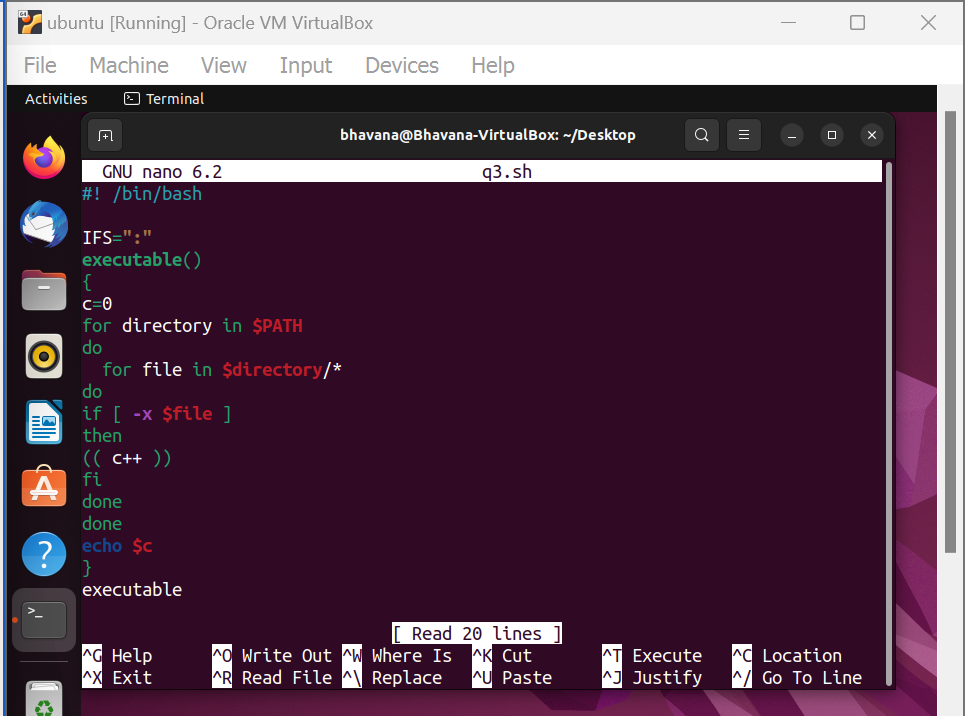 ubuntu [Running] - Oracle VM VirtualBox
File Machine View Input Devices Help
Activities Terminal
bhavana@Bhavana-VirtualBox: ~/Desktop
GNU nano 6.2 q3.sh
#! /bin/bash
IFS=":"
executable()
{
c=0
for directory in $PATH
do
for file in $directory/*
do
if [ -x $file ]
then
(( c++ ))
fi
done
done
echo $c
}
executable
[ Read 20 lines ]
^G Help ^O Write Out ^W Where Is ^K Cut ^T Execute ^C Location
^X Exit ^R Read File ^\ Replace ^U Paste ^J Justify ^/ Go To Line